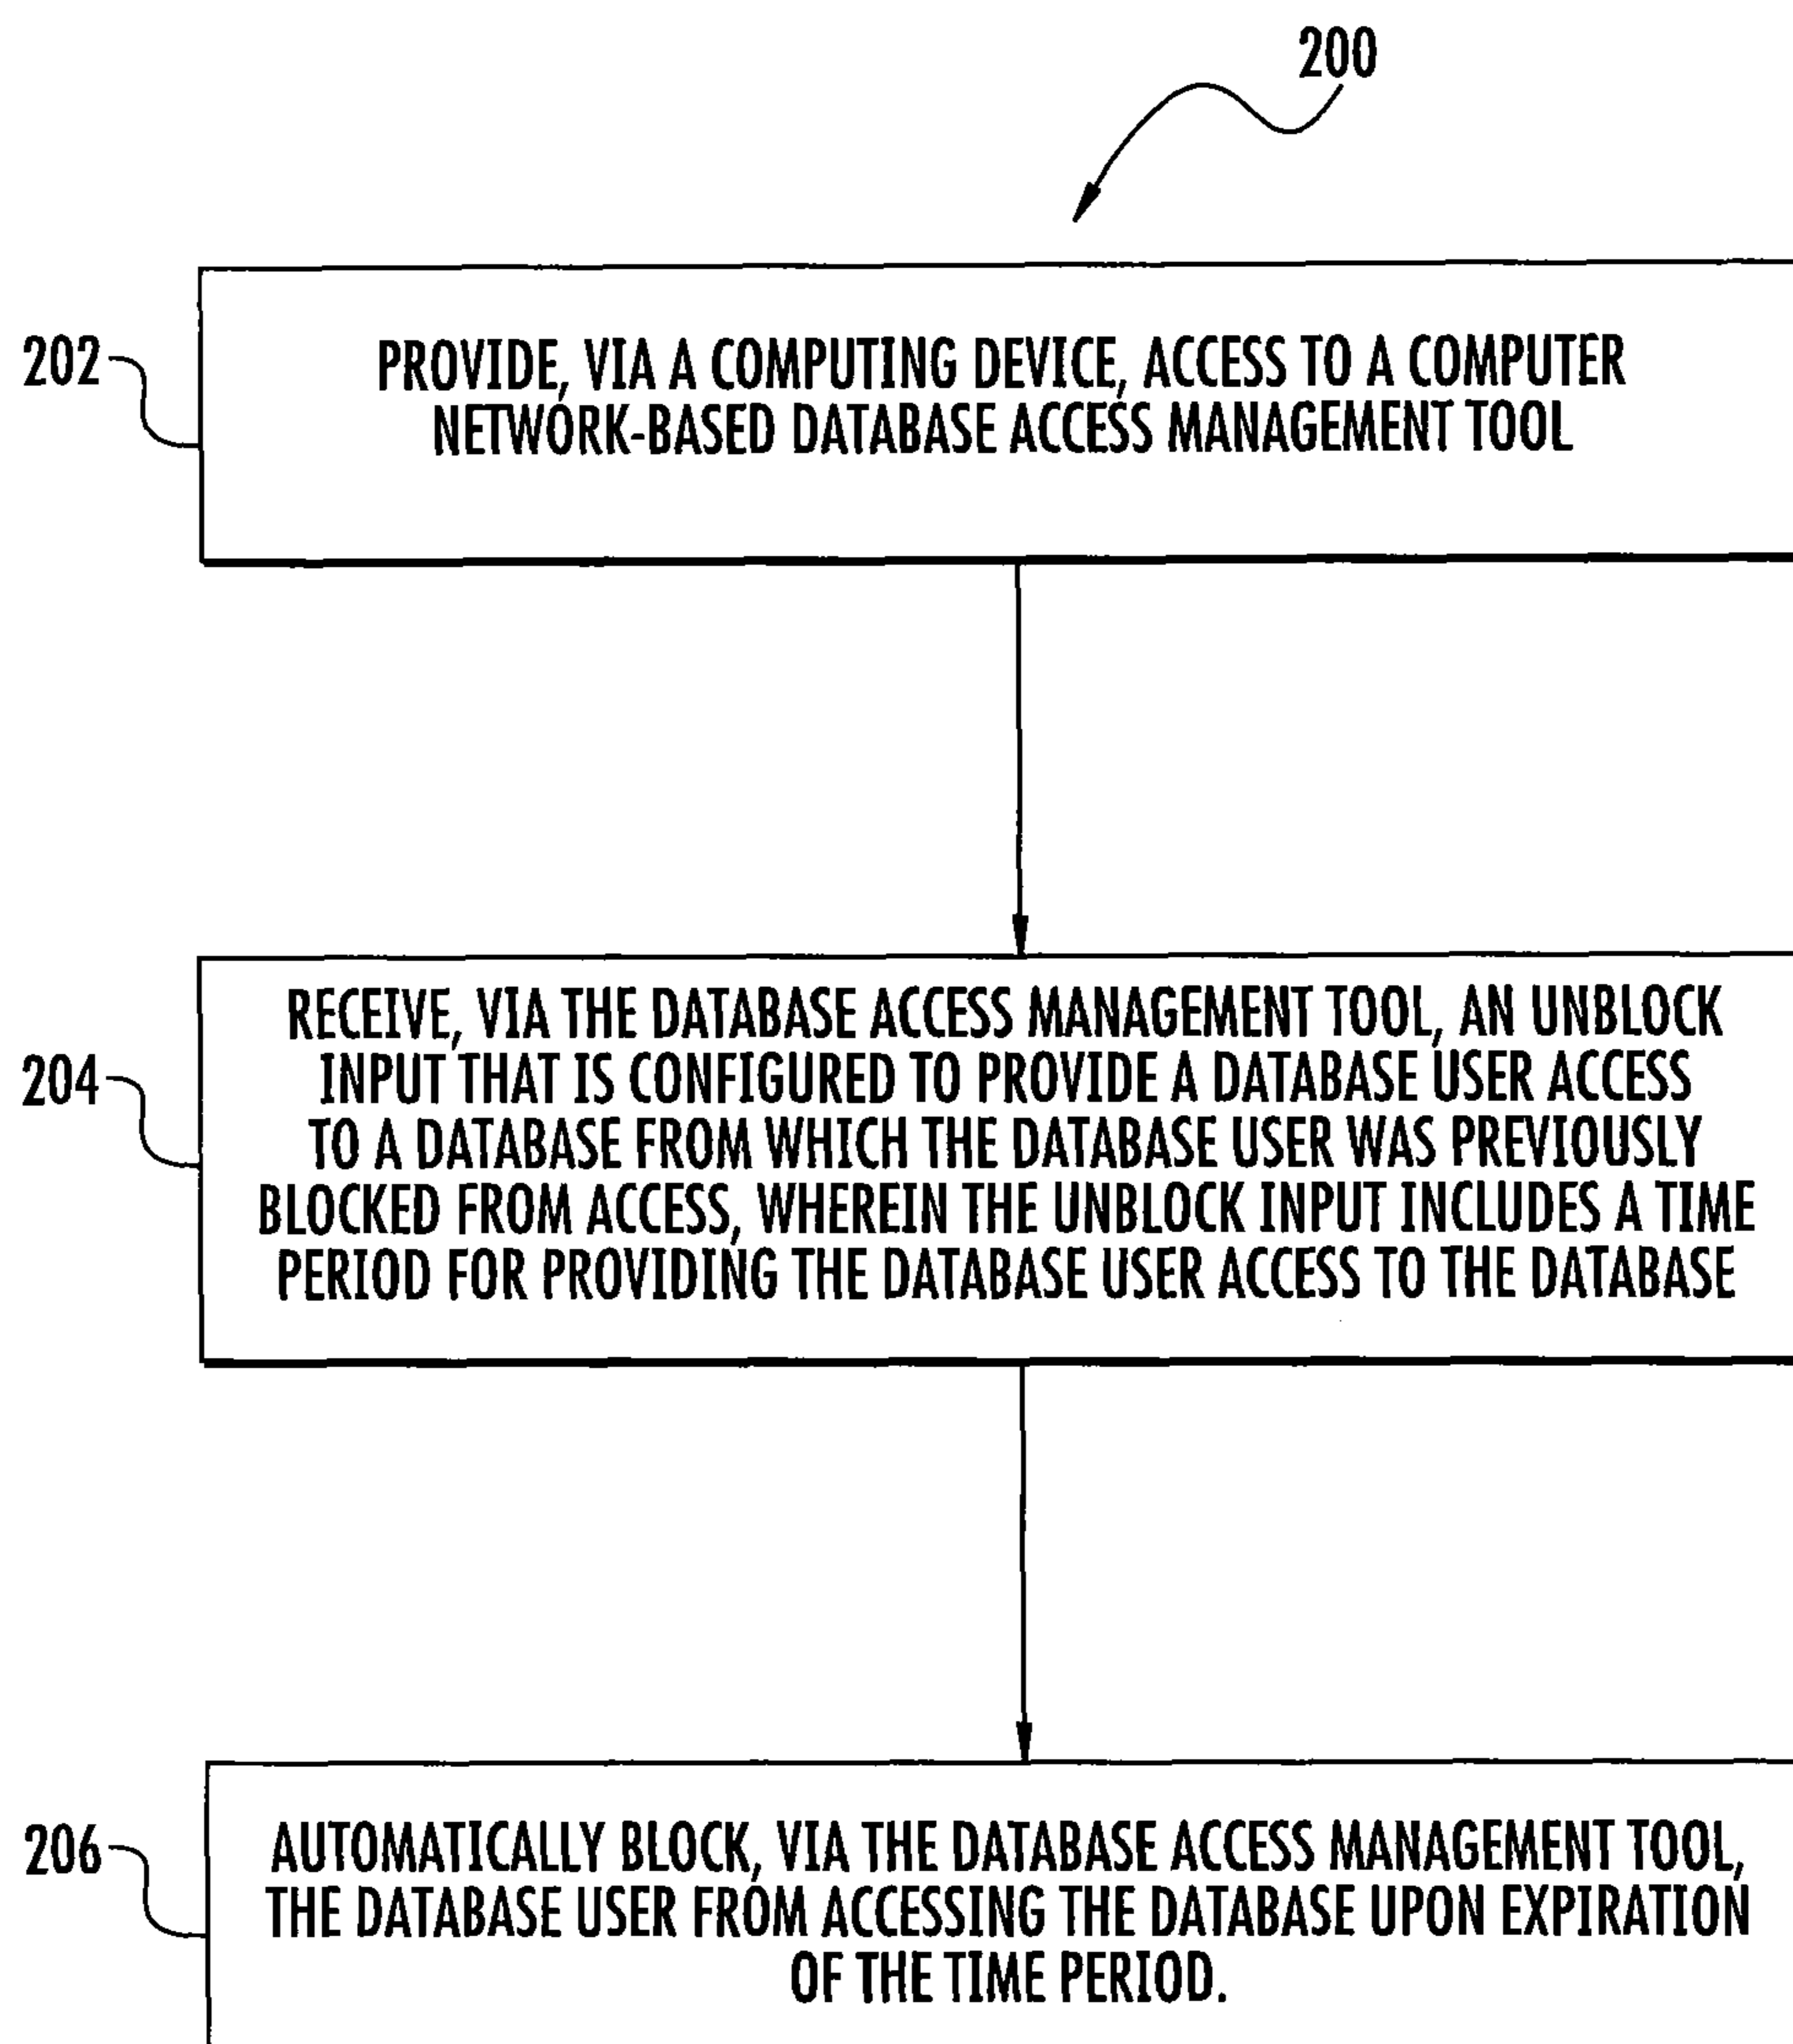 200
202
PROVIDE, VIA A COMPUTING DEVICE, ACCESS TO A COMPUTER
NETWORK-BASED DATABASE ACCESS MANAGEMENT TOOL
204
RECEIVE, VIA THE DATABASE ACCESS MANAGEMENT TOOL, AN UNBLOCK
INPUT THAT IS CONFIGURED TO PROVIDE A DATABASE USER ACCESS
TO A DATABASE FROM WHICH THE DATABASE USER WAS PREVIOUSLY
BLOCKED FROM ACCESS, WHEREIN THE UNBLOCK INPUT INCLUDES A TIME
PERIOD FOR PROVIDING THE DATABASE USER ACCESS TO THE DATABASE
206
AUTOMATICALLY BLOCK, VIA THE DATABASE ACCESS MANAGEMENT TOOL,
THE DATABASE USER FROM ACCESSING THE DATABASE UPON EXPIRATION
OF THE TIME PERIOD.